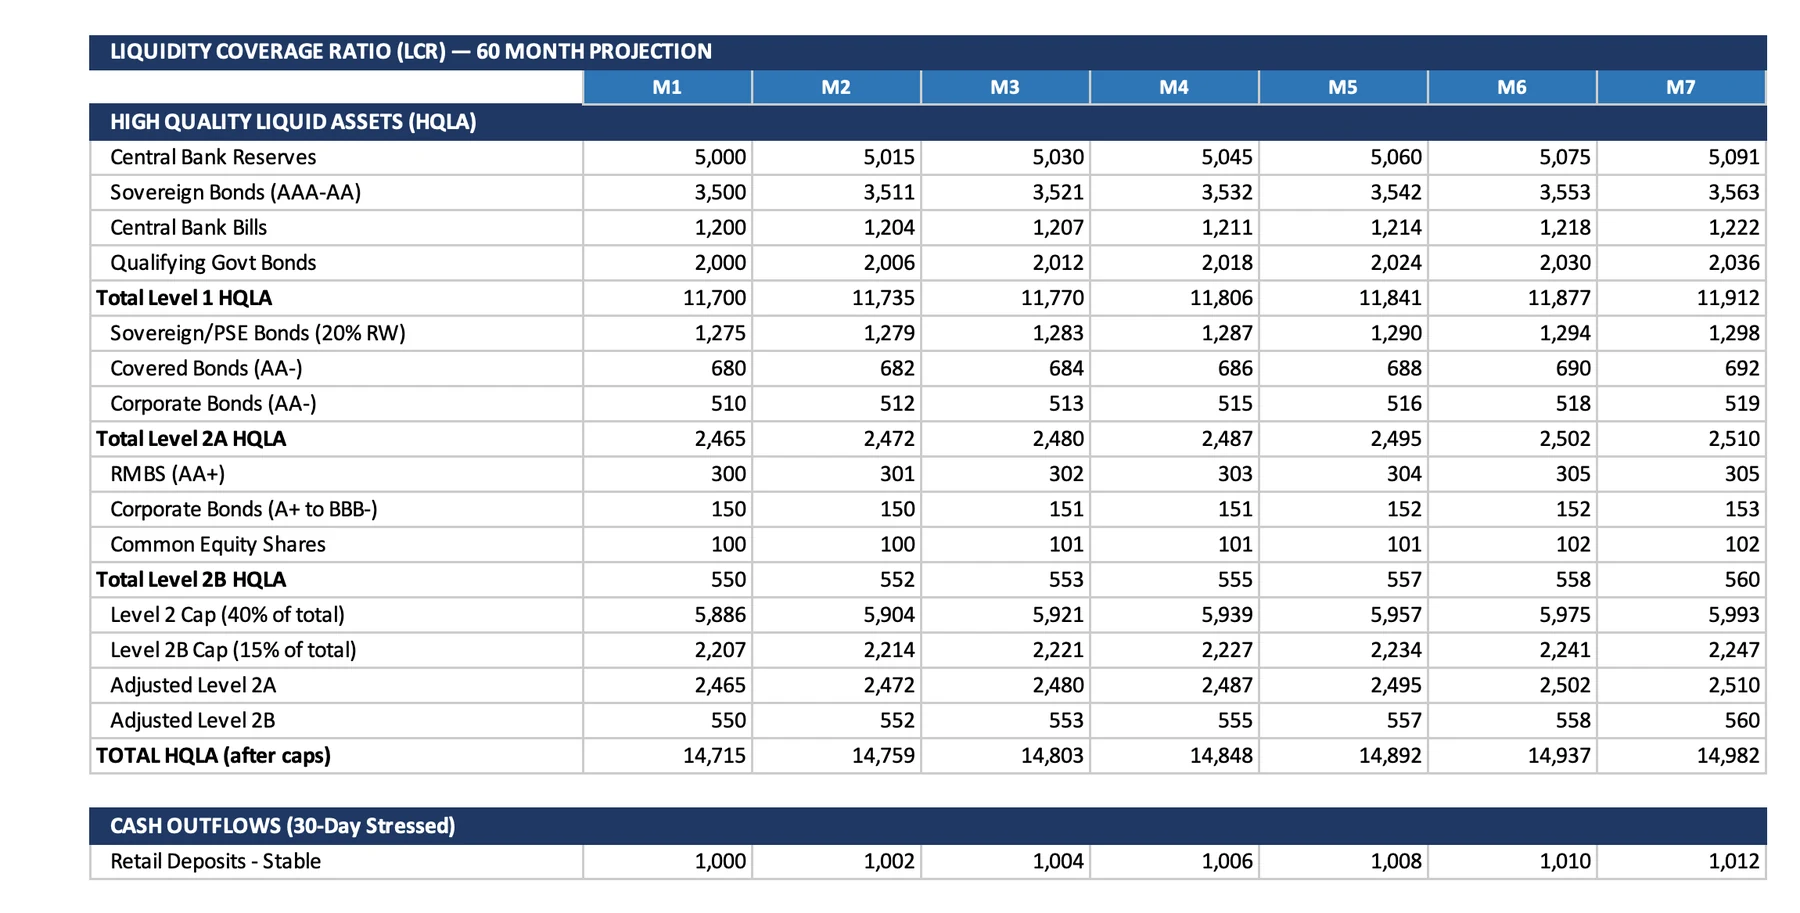 LIQUIDITY COVERAGE RATIO (LCR) — 60 MONTH PROJECTION
M1 M2 M3 M4 M5 M6 M7
HIGH QUALITY LIQUID ASSETS (HQLA)
Central Bank Reserves 5,000 5,015 5,030 5,045 5,060 5,075 5,091
Sovereign Bonds (AAA-AA) 3,500 3,511 3,521 3,532 3,542 3,553 3,563
Central Bank Bills 1,200 1,204 1,207 1,211 1,214 1,218 1,222
Qualifying Govt Bonds 2,000 2,006 2,012 2,018 2,024 2,030 2,036
Total Level 1 HQLA 11,700 11,735 11,770 11,806 11,841 11,877 11,912
Sovereign/PSE Bonds (20% RW) 1,275 1,279 1,283 1,287 1,290 1,294 1,298
Covered Bonds (AA-) 680 682 684 686 688 690 692
Corporate Bonds (AA-) 510 512 513 515 516 518 519
Total Level 2A HQLA 2,465 2,472 2,480 2,487 2,495 2,502 2,510
RMBS (AA+) 300 301 302 303 304 305 305
Corporate Bonds (A+ to BBB-) 150 150 151 151 152 152 153
Common Equity Shares 100 100 101 101 101 102 102
Total Level 2B HQLA 550 552 553 555 557 558 560
Level 2 Cap (40% of total) 5,886 5,904 5,921 5,939 5,957 5,975 5,993
Level 2B Cap (15% of total) 2,207 2,214 2,221 2,227 2,234 2,241 2,247
Adjusted Level 2A 2,465 2,472 2,480 2,487 2,495 2,502 2,510
Adjusted Level 2B 550 552 553 555 557 558 560
TOTAL HQLA (after caps) 14,715 14,759 14,803 14,848 14,892 14,937 14,982
CASH OUTFLOWS (30-Day Stressed)
Retail Deposits - Stable 1,000 1,002 1,004 1,006 1,008 1,010 1,012